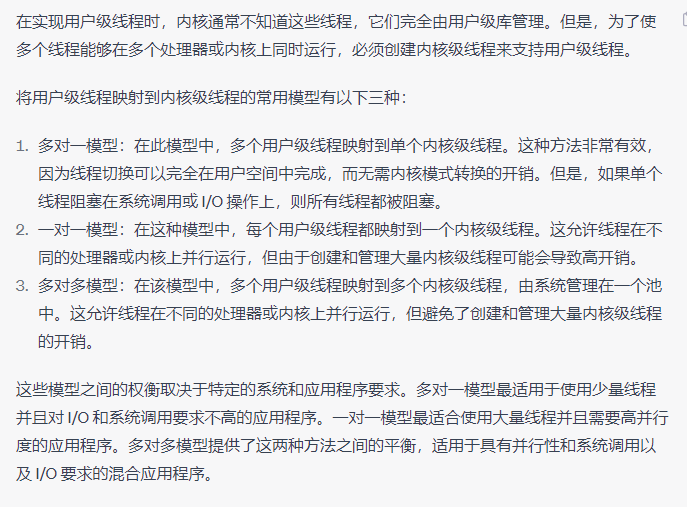 在实现用户级线程时，内核通常不知道这些线程，它们完全由用户级库管理。但是，为了使
多个线程能够在多个处理器或内核上同时运行，必须创建内核级线程来支持用户级线程。
将用户级线程映射到内核级线程的常用模型有以下三种：
1. 多对一模型：在此模型中，多个用户级线程映射到单个内核级线程。这种方法非常有效，
因为线程切换可以完全在用户空间中完成，而无需内核模式转换的开销。但是，如果单个
线程阻塞在系统调用或 I/O 操作上，则所有线程都被阻塞。
2. 一对一模型：在这种模型中，每个用户级线程都映射到一个内核级线程。这允许线程在不
同的处理器或内核上并行运行，但由于创建和管理大量内核级线程可能会导致高开销。
3. 多对多模型：在该模型中，多个用户级线程映射到多个内核级线程，由系统管理在一个池
中。这允许线程在不同的处理器或内核上并行运行，但避免了创建和管理大量内核级线程
的开销。
这些模型之间的权衡取决于特定的系统和应用程序要求。多对一模型最适用于使用少量线程
并且对 I/O 和系统调用要求不高的应用程序。一对一模型最适合使用大量线程并且需要高并行
度的应用程序。多对多模型提供了这两种方法之间的平衡，适用于具有并行性和系统调用以
及 I/O 要求的混合应用程序。